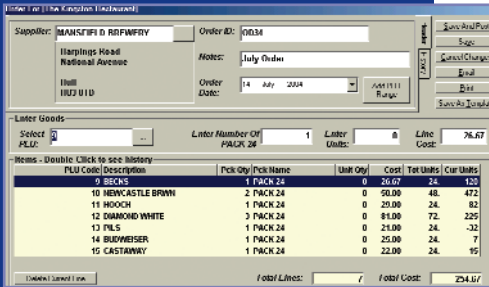 Order For [The Kingston Restaurant]
Supplier: MANSFIELD BREWERY Order ID: OD34 Save And Post
Harpings Road
National Avenue
Hull
Notes: July Order
Order Date: 14 July 2004 Add PLU Range
Header
History
Save
Cancel Changes
Email
Print
Save As Template
Enter Goods
Select PLU: ... Enter Number Of PACK 24 1 Enter Units: 0 Line Cost: 26.67
Items - Double Click to see history
PLU Code Description Pck Qty Pck Name Unit Qty Cost Tot Units Cur Units
9 BECKS 1 PACK 24 0 26.67 24. 120
10 NEWCASTLE BRWN 2 PACK 24 0 50.00 48. 472
11 HOOCH 1 PACK 24 0 29.00 24. 82
12 DIAMOND WHITE 3 PACK 24 0 81.00 72. 225
13 PILS 1 PACK 24 0 21.00 24. -32
14 BUDWEISER 1 PACK 24 0 25.00 24. 7
15 CASTAWAY 1 PACK 24 0 22.00 24. 15
Delete Current Line Total Lines: 7 Total Cost: 254.67